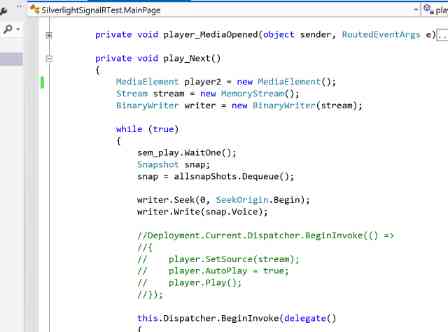 SilverlightSignalRTest.MainPage
private void player_MediaOpened(object sender, RoutedEventArgs e)
private void play_Next()
{
MediaElement player2 = new MediaElement();
Stream stream = new MemoryStream();
BinaryWriter writer = new BinaryWriter(stream);
while (true)
{
sem_play.WaitOne();
Snapshot snap;
snap = allsnapShots.Dequeue();
writer.Seek(0, SeekOrigin.Begin);
writer.Write(snap.Voice);
//Deployment.Current.Dispatcher.BeginInvoke(() =>
//{
//    player.SetSource(stream);
//    player.AutoPlay = true;
//    player.Play();
//});
this.Dispatcher.BeginInvoke(delegate()
{